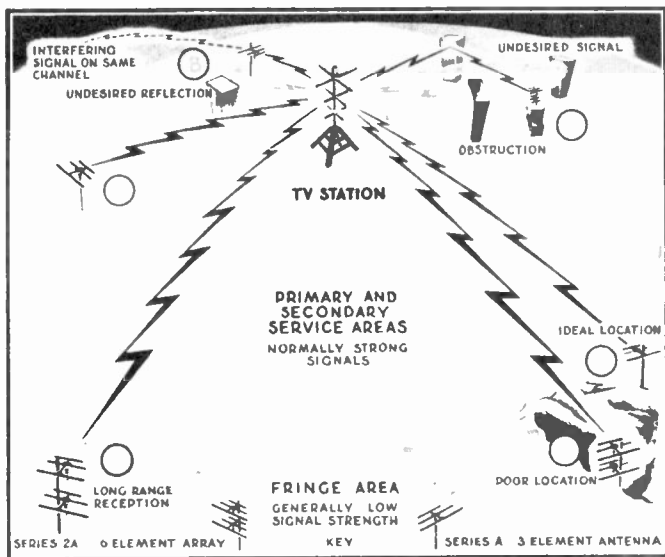 INTERFERING
SIGNAL ON SAME
CHANNEL
B
UNDESIRED REFLECTION
UNDESIRED SIGNAL
OBSTRUCTION
TV STATION
PRIMARY AND
SECONDARY
SERVICE AREAS
NORMALLY STRONG
SIGNALS
IDEAL LOCATION
POOR LOCATION
LONG RANGE
RECEPTION
FRINGE AREA
GENERALLY LOW
SIGNAL STRENGTH
SERIES 2A 6 ELEMENT ARRAY
KEY
SERIES A 3 ELEMENT ANTENNA